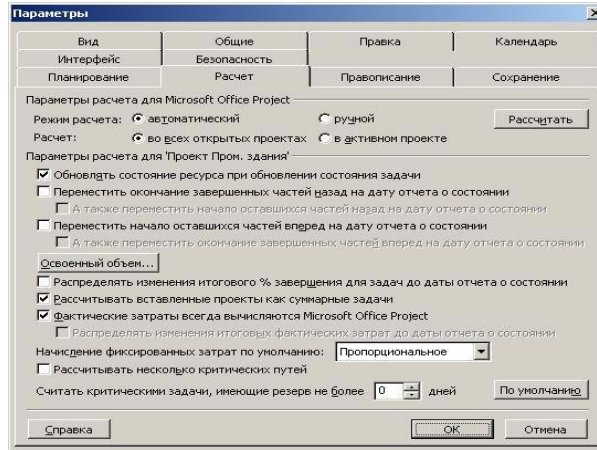 Параметры
Вид Общие Правка Календарь
Интерфейс Безопасность
Планирование Расчет Правописание Сохранение
Параметры расчета для Microsoft Office Project
Режим расчета: автоматический ручной Рассчитать
Расчет: во всех открытых проектах в активном проекте
Параметры расчета для 'Проект Пром. здания'
Обновлять состояние ресурса при обновлении состояния задачи
Переместить окончание завершенных частей назад на дату отчета о состоянии
А также переместить начало оставшихся частей назад на дату отчета о состоянии
Переместить начало оставшихся частей вперед на дату отчета о состоянии
А также переместить окончание завершенных частей вперед на дату отчета о состоянии
Освоенный объем...
Распределять изменения итогового % завершения для задач до даты отчета о состоянии
Рассчитывать вставленные проекты как суммарные задачи
Фактические затраты всегда вычисляются Microsoft Office Project
Распределять изменения итоговых фактических затрат до даты отчета о состоянии
Начисление фиксированных затрат по умолчанию: Пропорциональное
Рассчитывать несколько критических путей
Считать критическими задачи, имеющие резерв не более 0 дней По умолчанию
Справка ОК Отмена